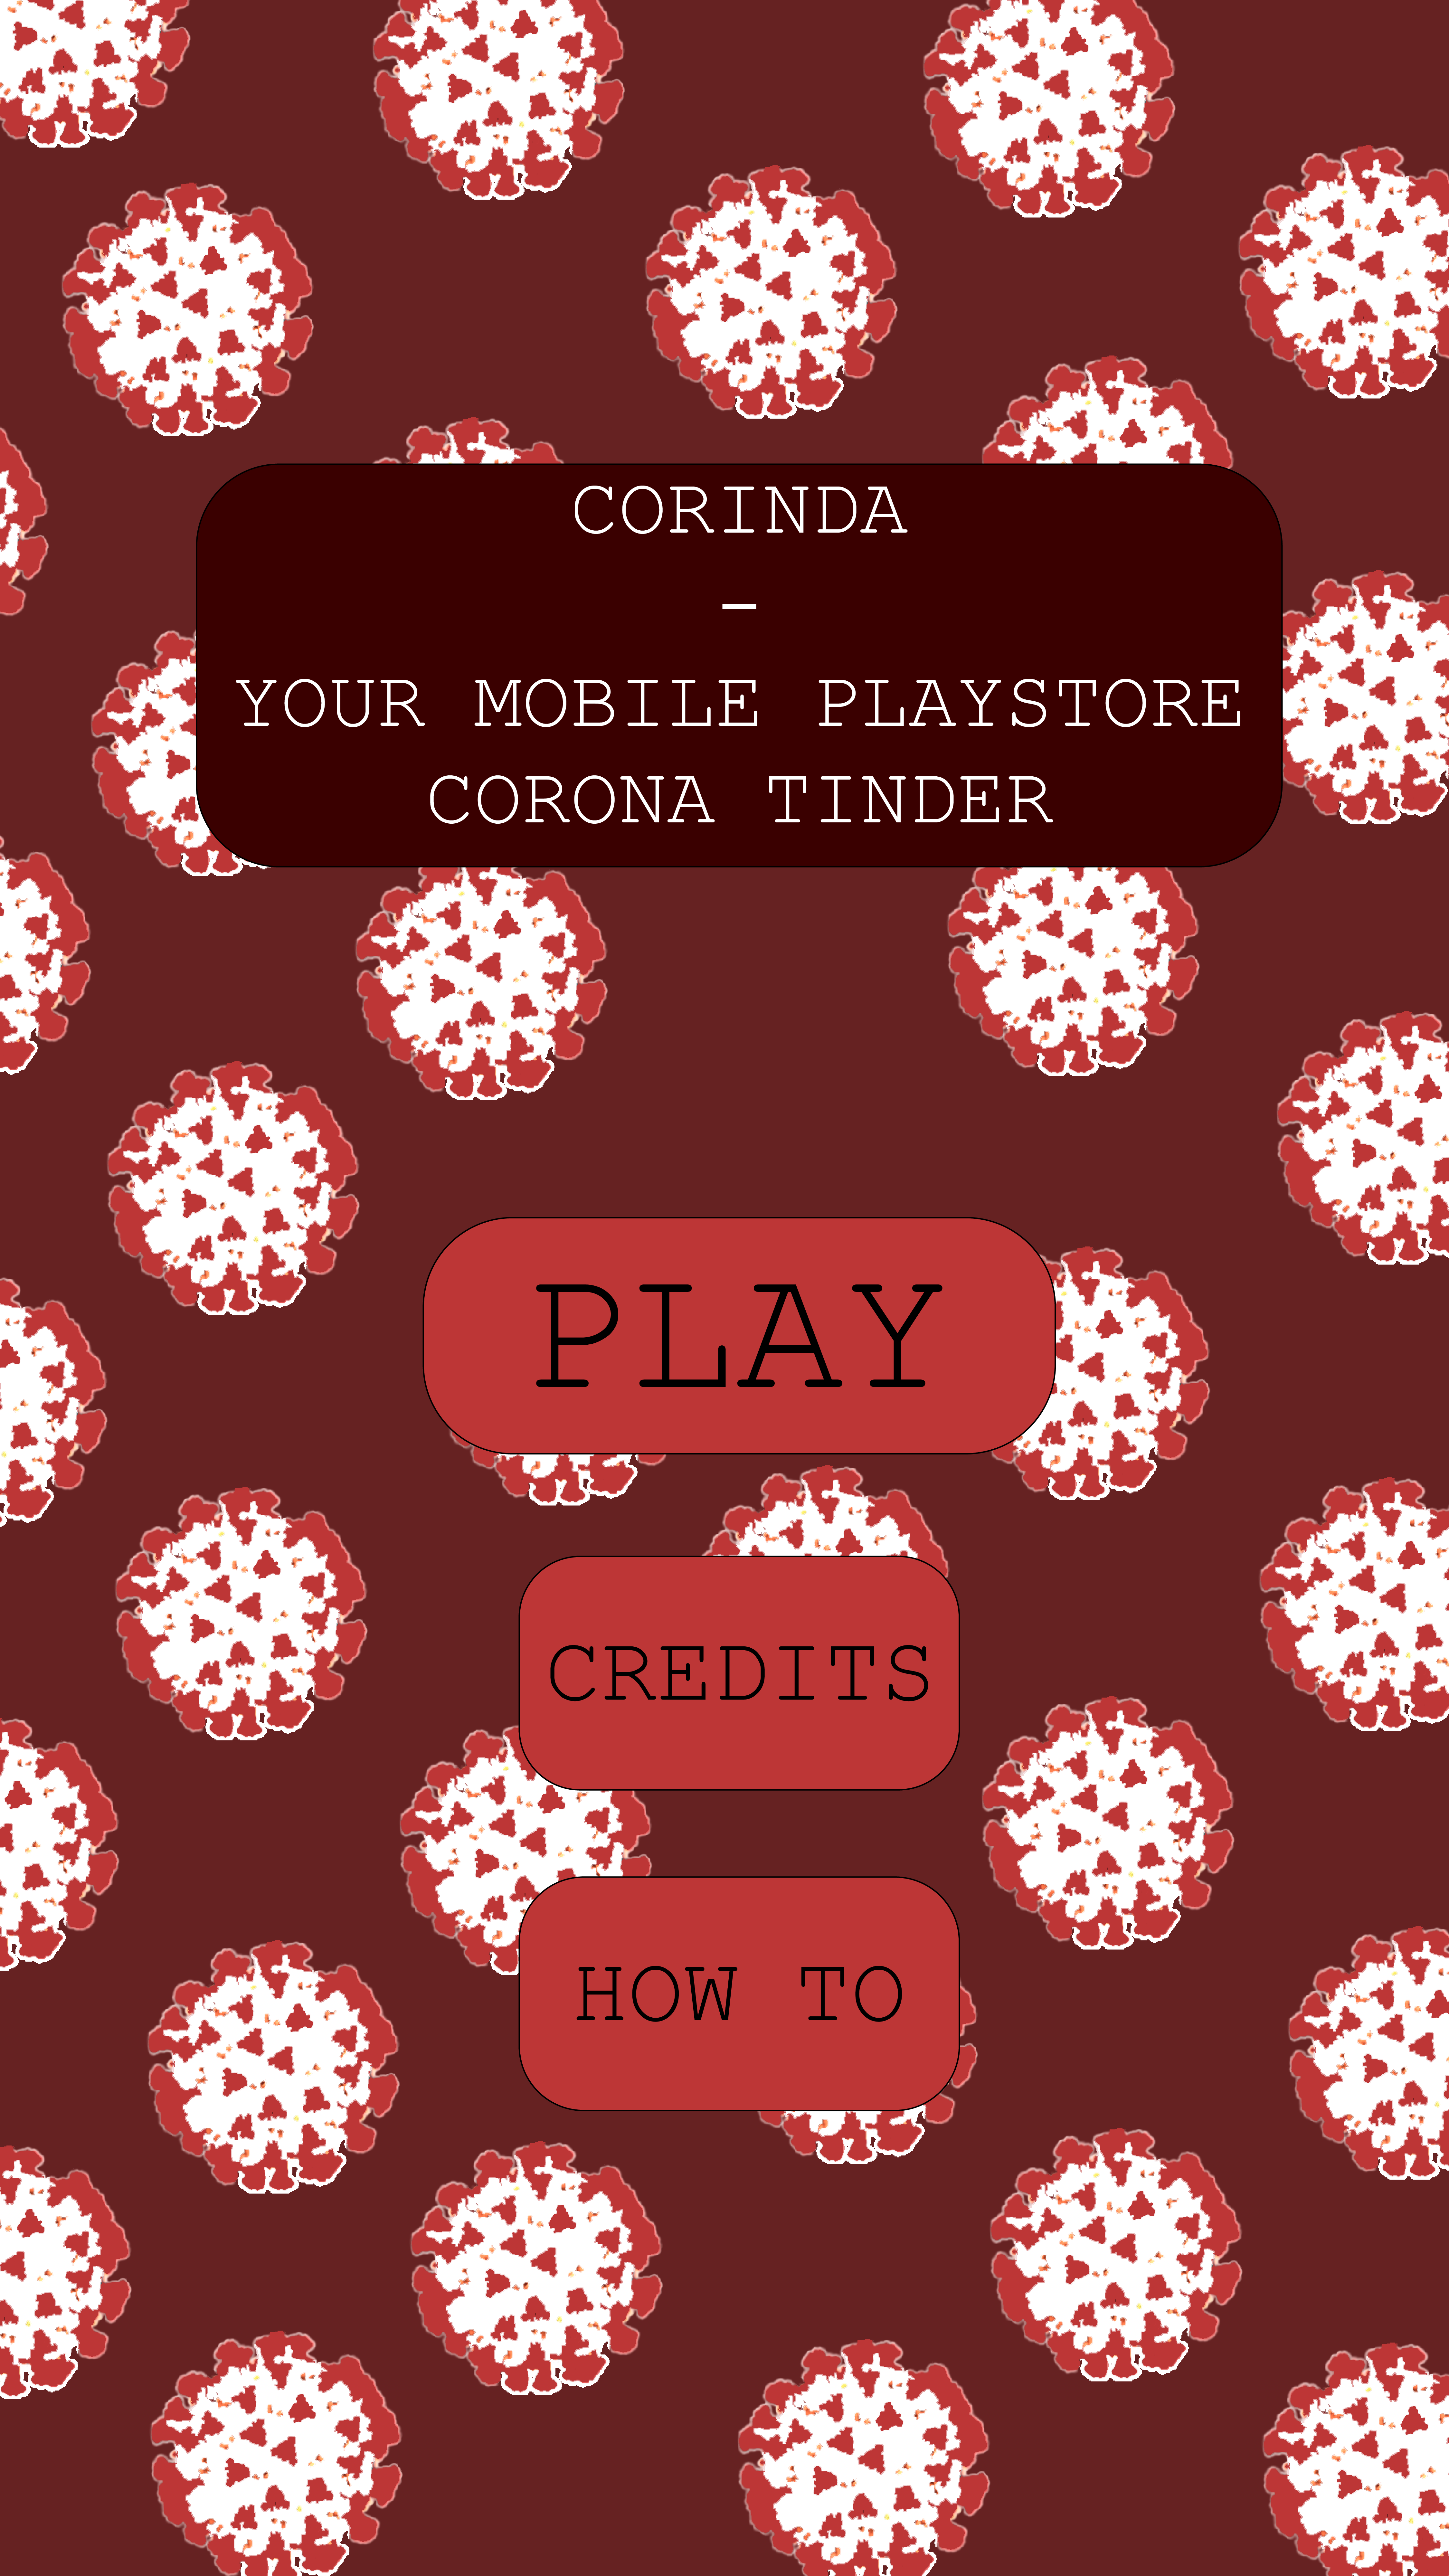 CORINDA
-
YOUR MOBILE PLAYSTORE
CORONA TINDER
PLAY
CREDITS
HOW TO